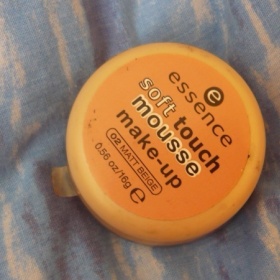 e
essence
soft touch
mousse
make-up
02 MATT BEIGE
0.56 oz/16g e